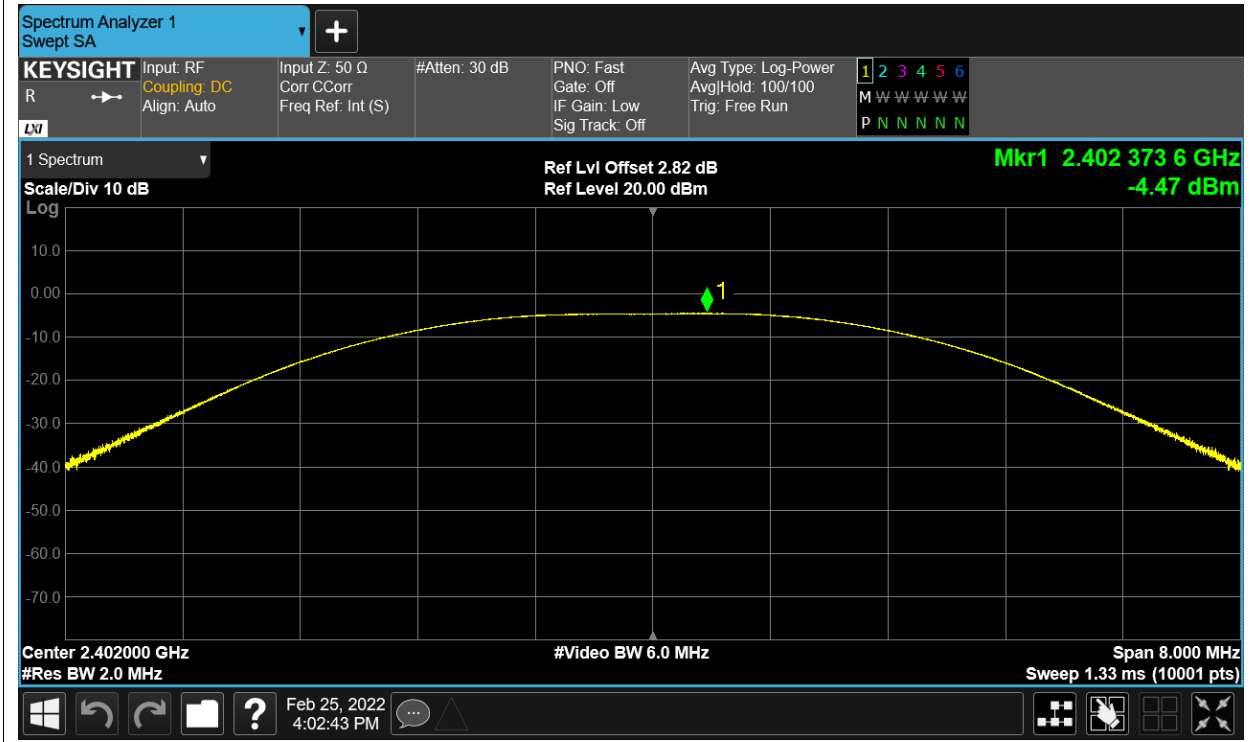 Spectrum Analyzer 1
Swept SA
+
KEYSIGHT
R
LXI
Input: RF
Coupling: DC
Align: Auto
Input Z: 50 Ω
Corr CCorr
Freq Ref: Int (S)
#Atten: 30 dB
PNO: Fast
Gate: Off
IF Gain: Low
Sig Track: Off
Avg Type: Log-Power
Avg|Hold: 100/100
Trig: Free Run
1 2 3 4 5 6
M W W W W W
P N N N N N
1 Spectrum
Scale/Div 10 dB
Log
Ref Lvl Offset 2.82 dB
Ref Level 20.00 dBm
Mkr1 2.402 373 6 GHz
-4.47 dBm
10.0
0.00
1
-10.0
-20.0
-30.0
-40.0
-50.0
-60.0
-70.0
Center 2.402000 GHz
#Video BW 6.0 MHz
Span 8.000 MHz
#Res BW 2.0 MHz
Sweep 1.33 ms (10001 pts)
?
Feb 25, 2022
4:02:43 PM